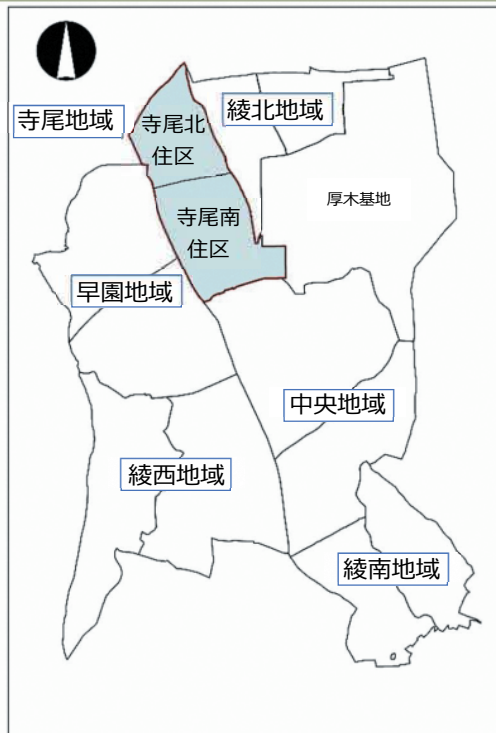 寺尾地域
寺尾北
住区
綾北地域
厚木基地
寺尾南
住区
早園地域
中央地域
綾西地域
綾南地域